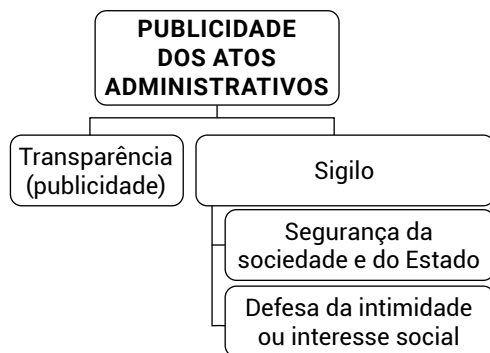 PUBLICIDADE
DOS ATOS
ADMINISTRATIVOS
Transparência
(publicidade)
Sigilo
Segurança da
sociedade e do Estado
Defesa da intimidade
ou interesse social